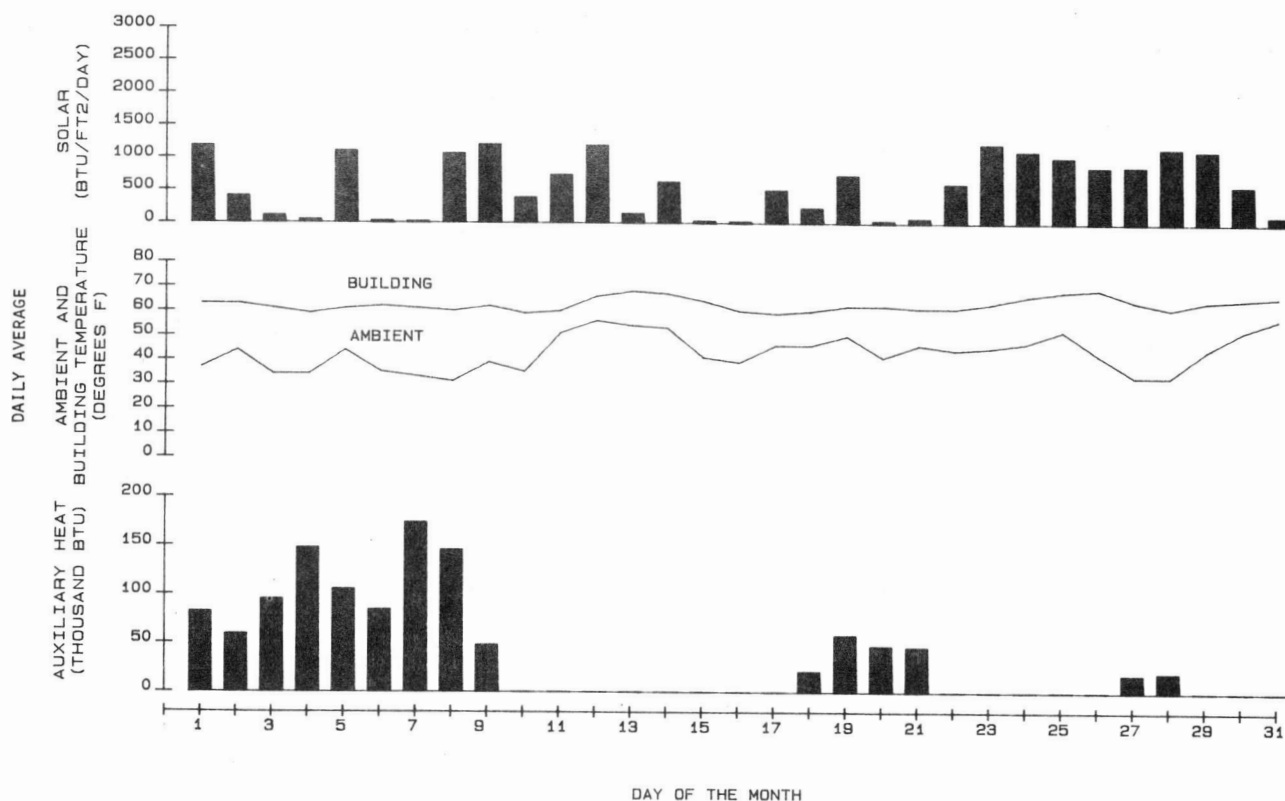 DAILY AVERAGE
SOLAR
(BTU/FT2/DAY)
3000
2500
2000
1500
1000
500
0
AMBIENT AND
BUILDING TEMPERATURE
(DEGREES F)
80
70
60
50
40
30
20
10
0
BUILDING
AMBIENT
AUXILIARY HEAT
(THOUSAND BTU)
200
150
100
50
0
1 3 5 7 9 11 13 15 17 19 21 23 25 27 29 31
DAY OF THE MONTH